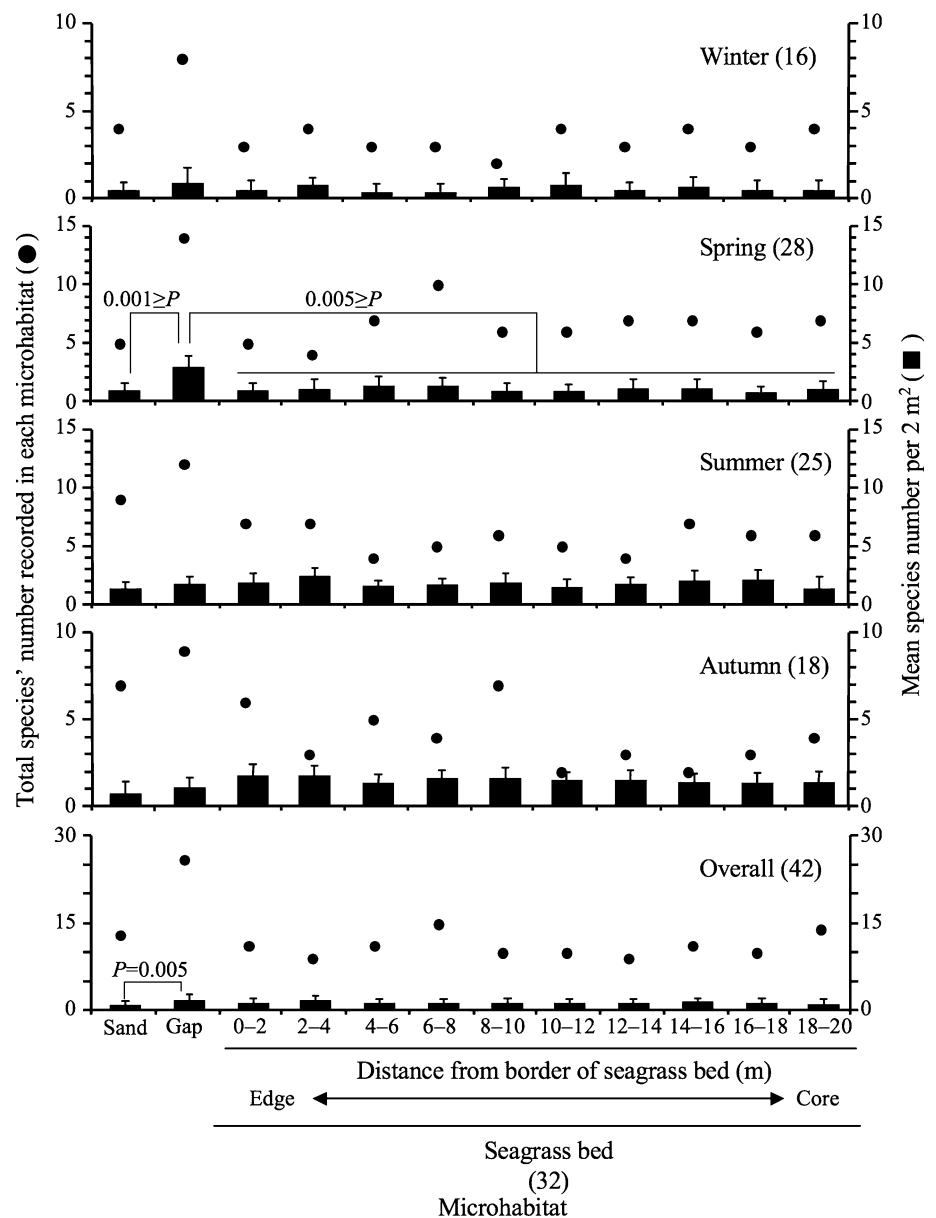 Total species’ number recorded in each microhabitat (●)
Mean species number per 2 m² (■)
10 10
Winter (16)
5 5
0 0
15 15
Spring (28)
10 10
0.001≥P 0.005≥P
5 5
0 0
15 15
Summer (25)
10 10
5 5
0 0
10 10
Autumn (18)
5 5
0 0
30 30
Overall (42)
15 15
P=0.005
0 0
Sand Gap 0–2 2–4 4–6 6–8 8–10 10–12 12–14 14–16 16–18 18–20
Distance from border of seagrass bed (m)
Edge Core
Seagrass bed
(32)
Microhabitat